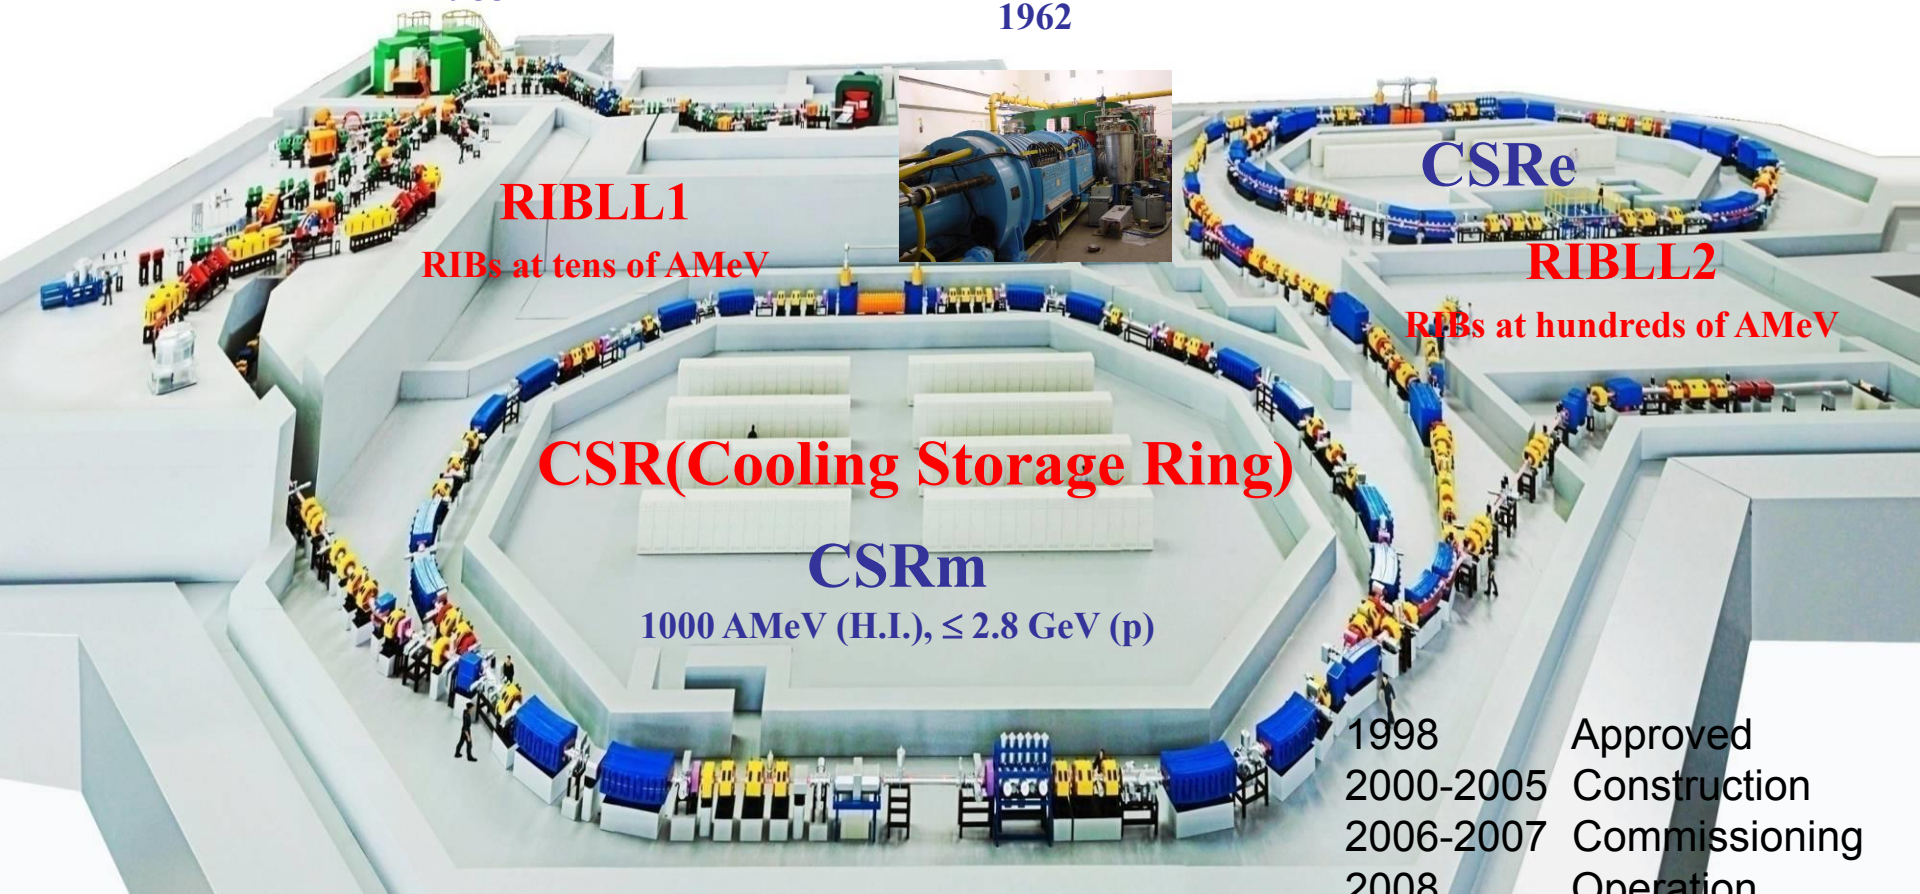 1962
CSRe
RIBLL1
RIBs at tens of AMeV
RIBLL2
RIBs at hundreds of AMeV
CSR(Cooling Storage Ring)
CSRm
1000 AMeV (H.I.), ≤ 2.8 GeV (p)
1998 Approved
2000-2005 Construction
2006-2007 Commissioning
2008 Operation